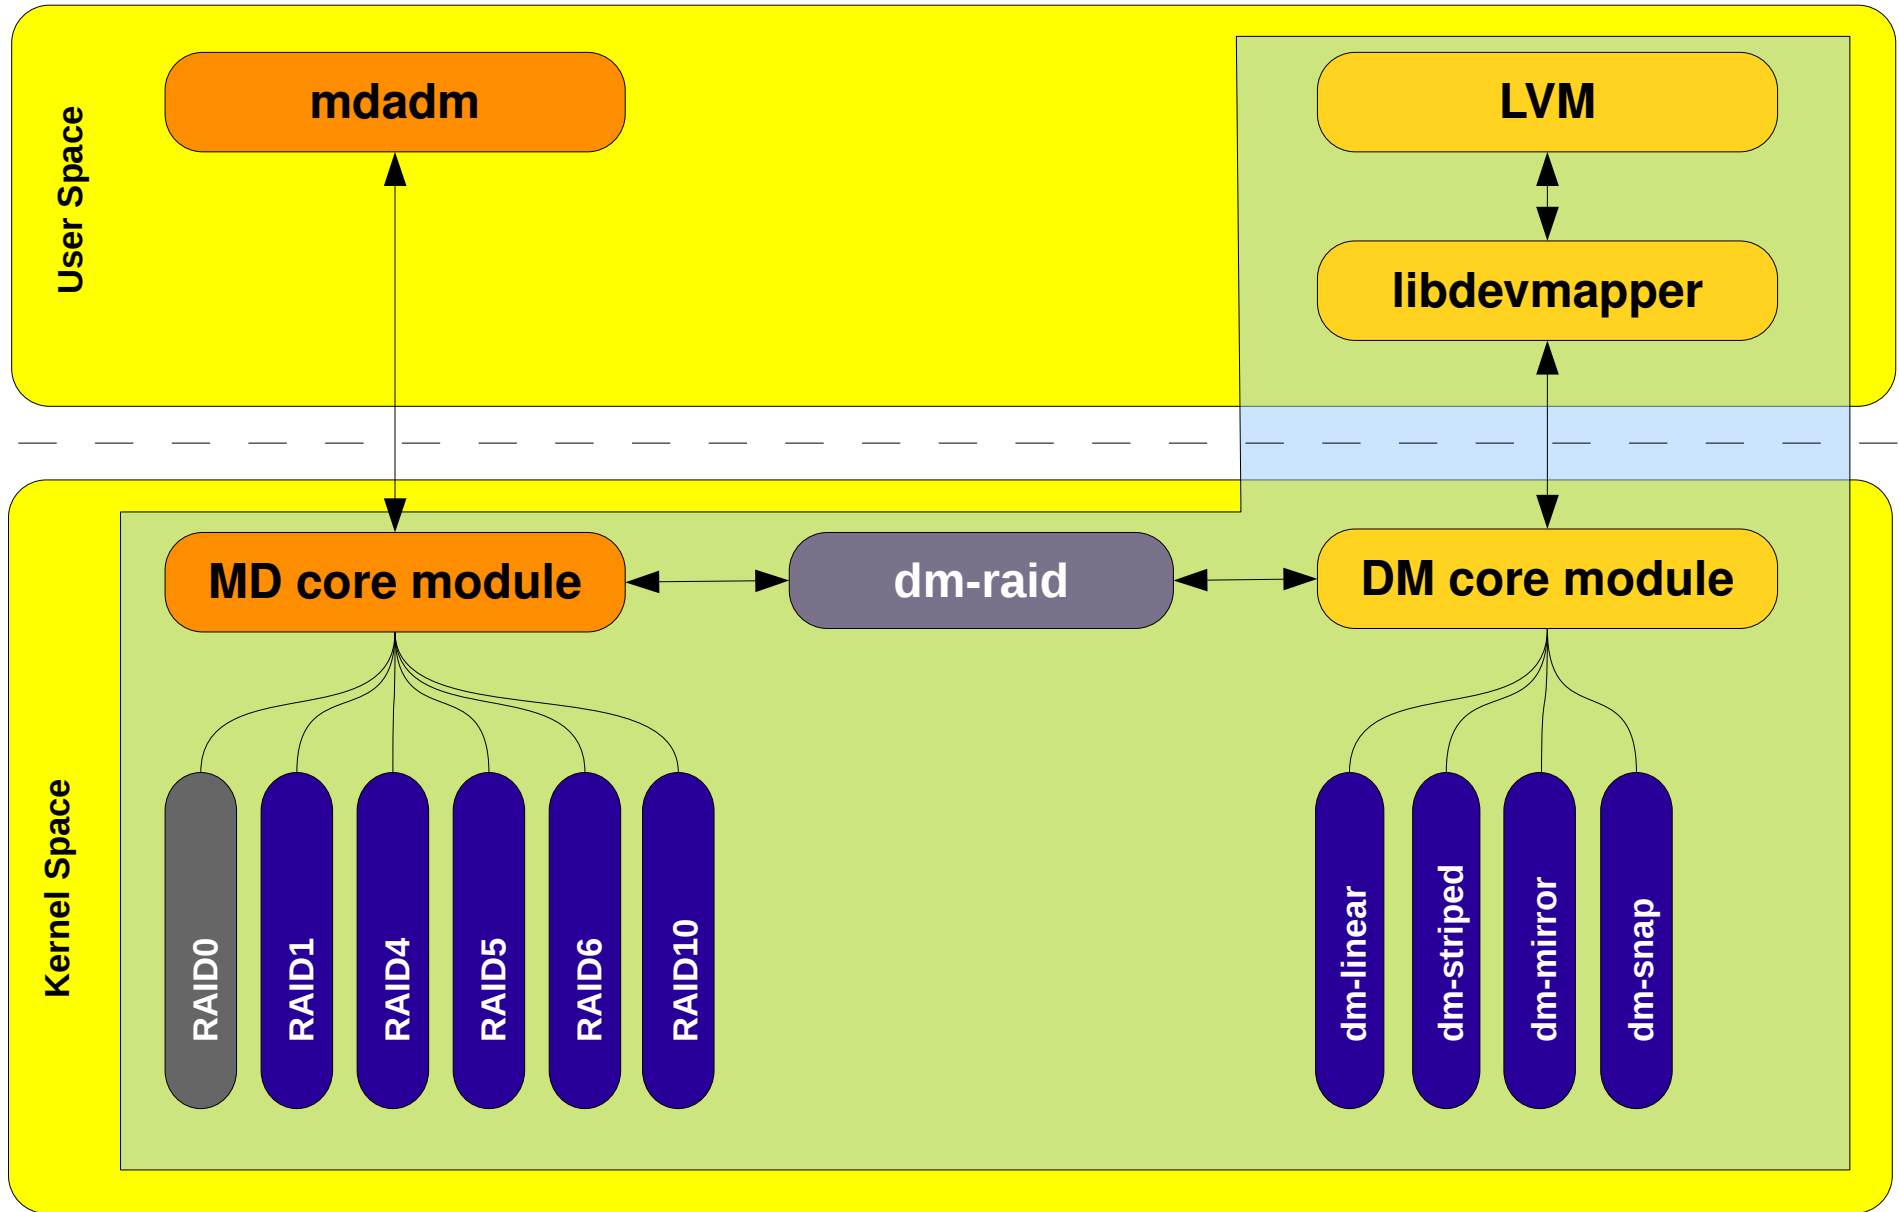 User Space
mdadm
LVM
libdevmapper
Kernel Space
MD core module
dm-raid
DM core module
RAID0
RAID1
RAID4
RAID5
RAID6
RAID10
dm-linear
dm-striped
dm-mirror
dm-snap